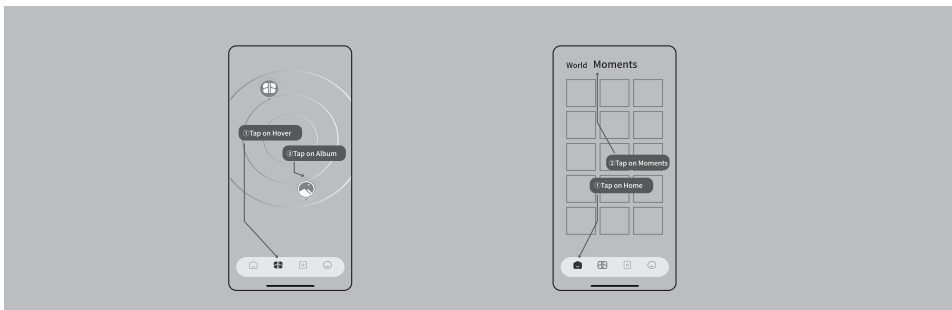 ①Tap on Hover
②Tap on Album
World Moments
②Tap on Moments
①Tap on Home